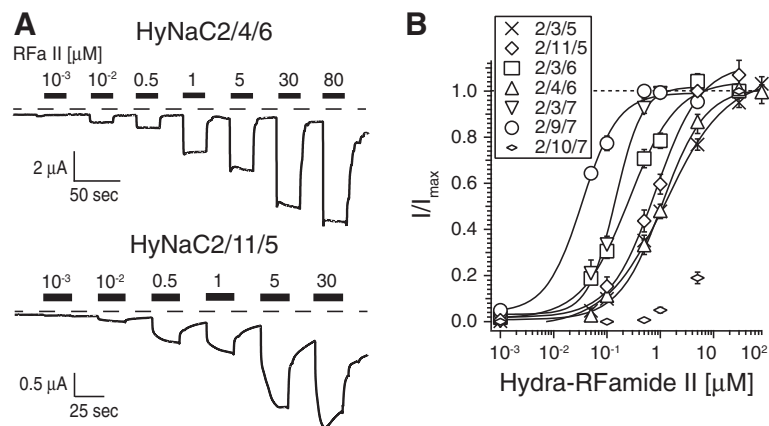 A
HyNaC2/4/6
RFa II [µM]
10⁻³ 10⁻² 0.5 1 5 30 80
2 µA
50 sec
HyNaC2/11/5
10⁻³ 10⁻² 0.5 1 5 30
0.5 µA
25 sec
B
2/3/5
2/11/5
2/3/6
2/4/6
2/3/7
2/9/7
2/10/7
1.0
0.8
0.6
0.4
0.2
0.0
I/Imax
10⁻³ 10⁻² 10⁻¹ 1 10 10²
Hydra-RFamide II [µM]